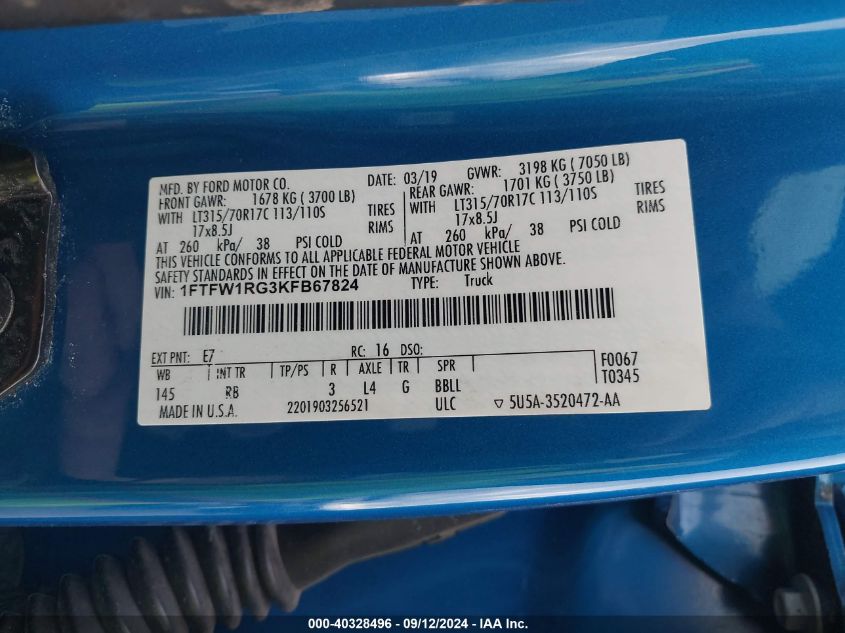 MFD. BY FORD MOTOR CO. DATE: 03/19 GVWR: 3198 KG ( 7050 LB)
FRONT GAWR: 1678 KG ( 3700 LB) REAR GAWR: 1701 KG ( 3750 LB)
WITH LT315/70R17C 113/110S TIRES WITH LT315/70R17C 113/110S TIRES
17x8.5J RIMS 17x8.5J RIMS
AT 260 kPa/ 38 PSI COLD AT 260 kPa/ 38 PSI COLD
THIS VEHICLE CONFORMS TO ALL APPLICABLE FEDERAL MOTOR VEHICLE
SAFETY STANDARDS IN EFFECT ON THE DATE OF MANUFACTURE SHOWN ABOVE.
VIN: 1FTFW1RG3KFB67824 TYPE: Truck
EXT PNT: E7 RC: 16 DSO: F0067
WB INT TR TP/PS R AXLE TR SPR T0345
145 RB 3 L4 G BBLL
MADE IN U.S.A. 2201903256521 ULC ▽ 5U5A-3520472-AA
000-40328496 - 09/12/2024 - IAA Inc.